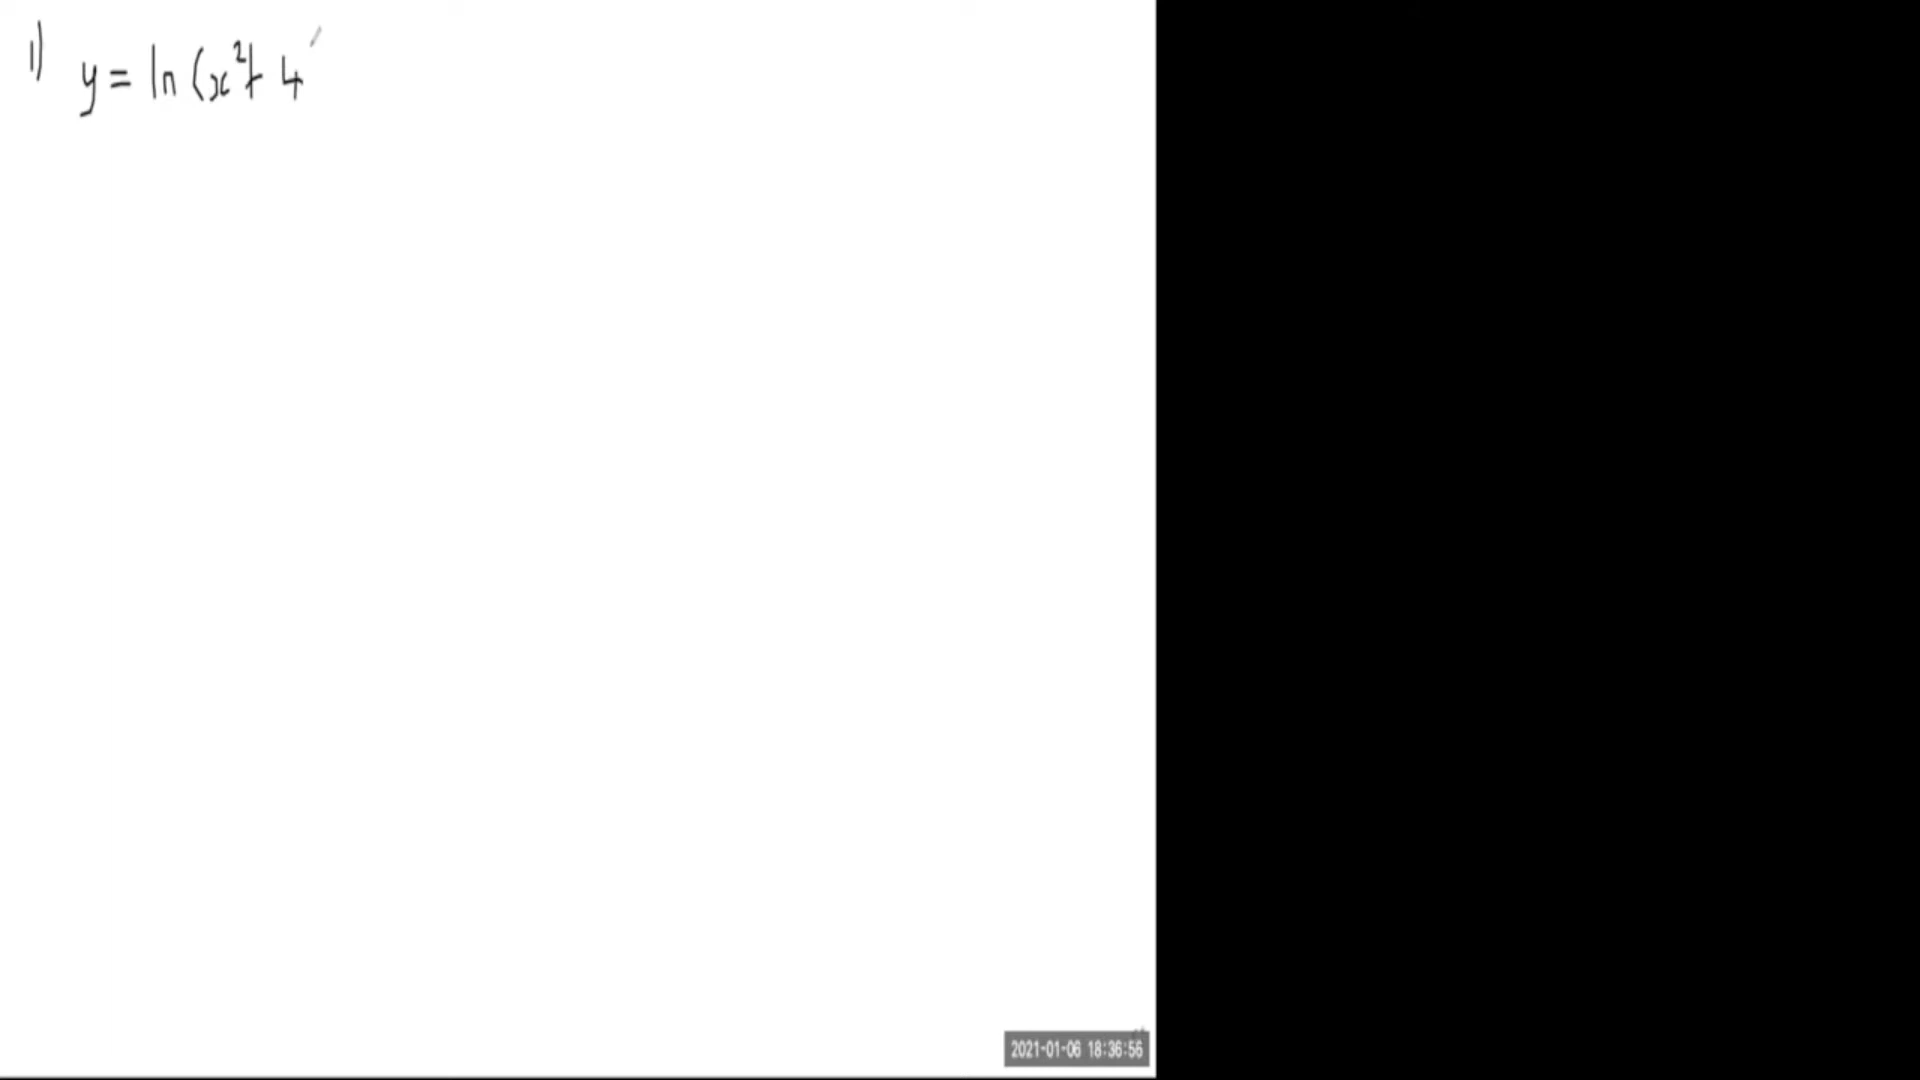 1) y = ln (x²+ 4
2021-01-06 18:36:56